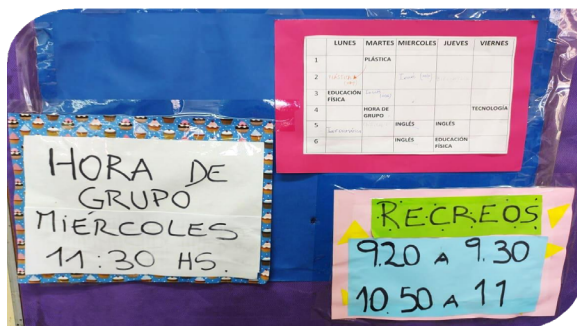 LUNES MARTES MIERCOLES JUEVES VIERNES
1 PLÁSTICA
2
3 EDUCACIÓN FÍSICA
4 HORA DE GRUPO TECNOLOGÍA
5 INGLÉS INGLÉS
6 INGLÉS EDUCACIÓN FÍSICA
HORA DE
GRUPO
MIÉRCOLES
11:30 HS.
RECREOS
9.20 A 9.30
10.50 A 11